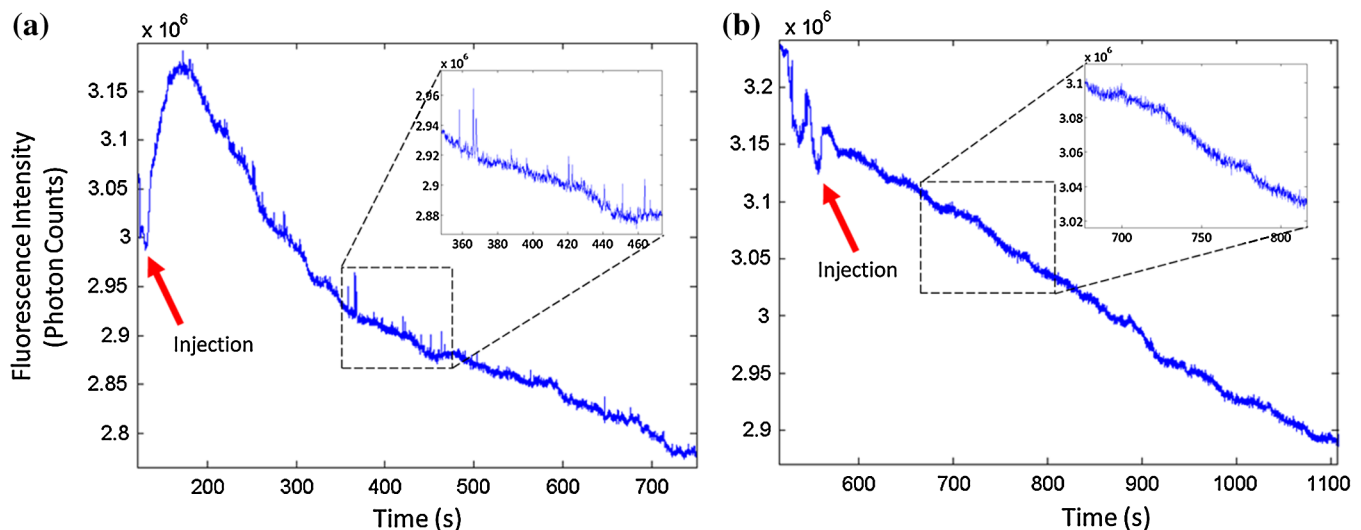 (a)
x 10^6
3.15
3.1
3.05
3
2.95
2.9
2.85
2.8
200 300 400 500 600 700
Time (s)
Fluorescence Intensity
(Photon Counts)
Injection
x 10^6
2.96
2.94
2.92
2.9
2.88
360 380 400 420 440 460
(b)
x 10^6
3.2
3.15
3.1
3.05
3
2.95
2.9
600 700 800 900 1000 1100
Time (s)
Injection
x 10^6
3.1
3.08
3.06
3.04
3.02
700 750 800